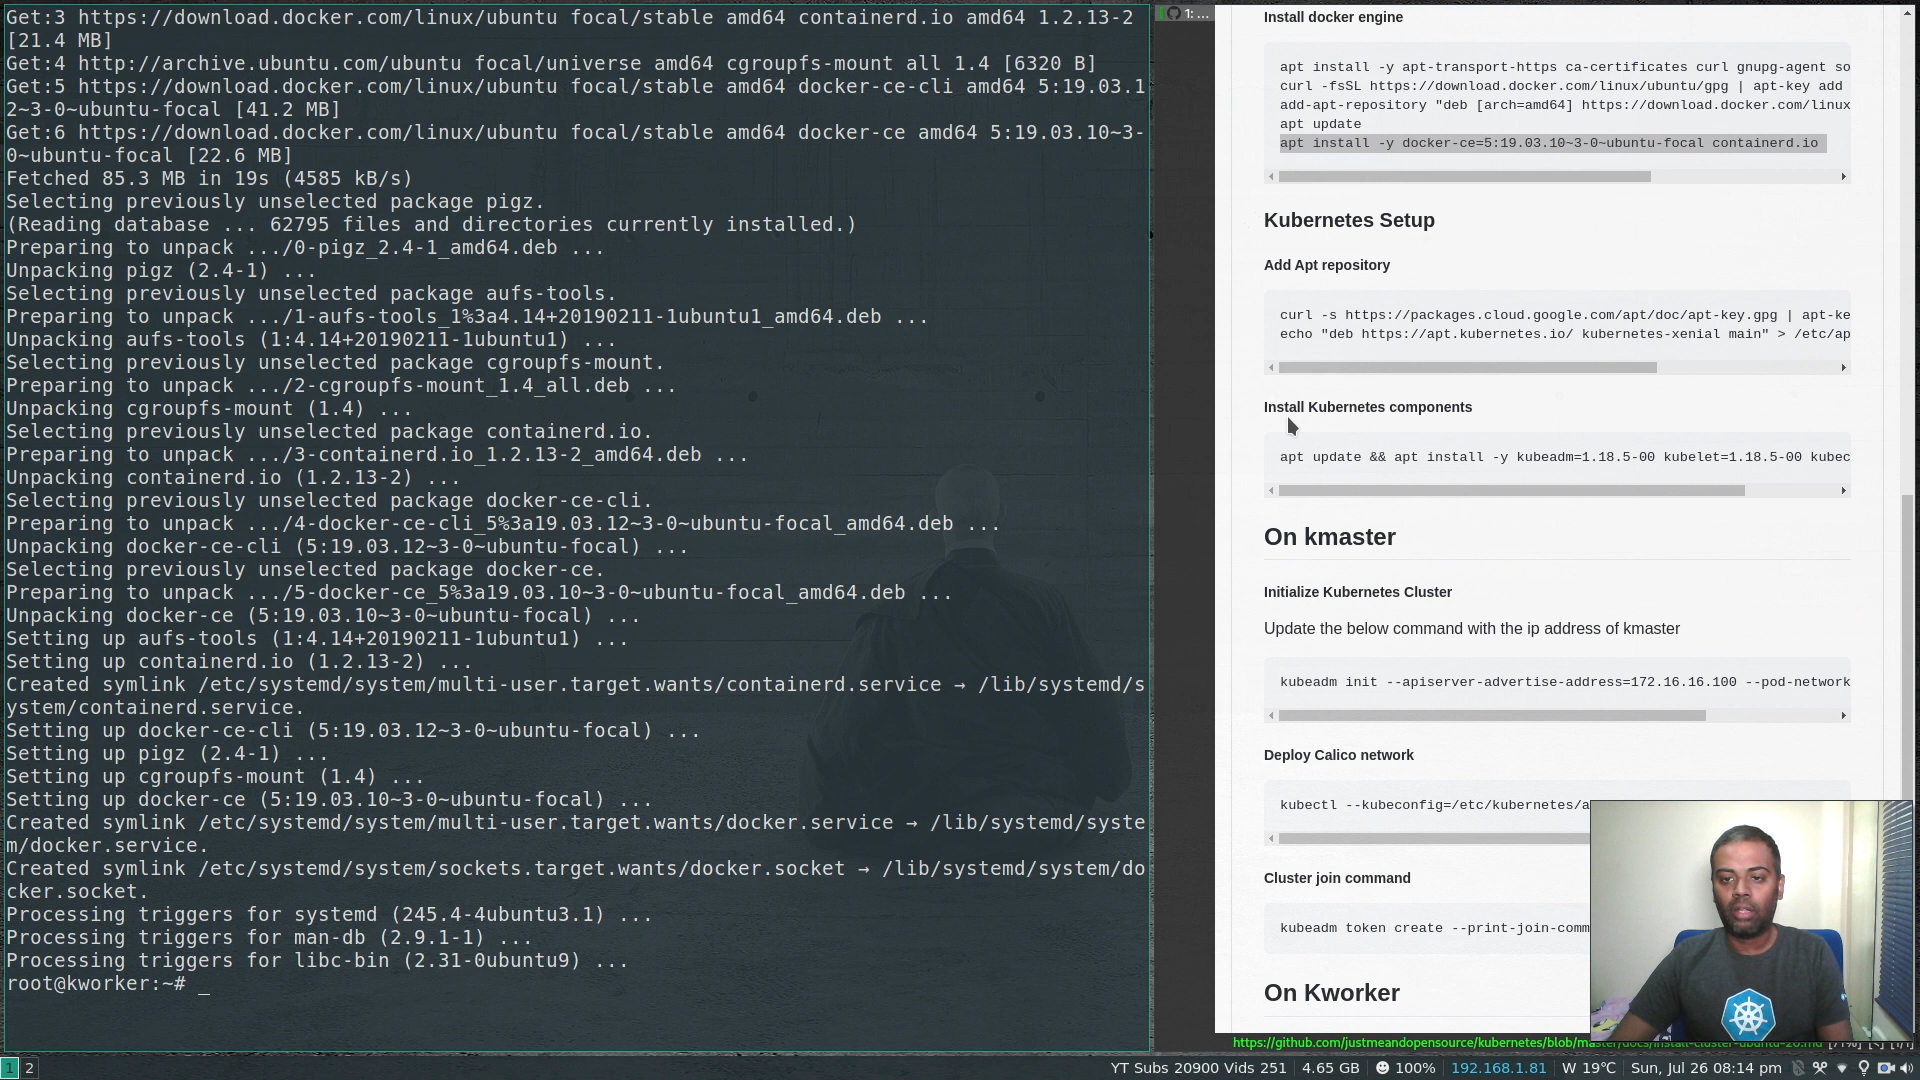 Get:3 https://download.docker.com/linux/ubuntu focal/stable amd64 containerd.io amd64 1.2.13-2
[21.4 MB]
Get:4 http://archive.ubuntu.com/ubuntu focal/universe amd64 cgroupfs-mount all 1.4 [6320 B]
Get:5 https://download.docker.com/linux/ubuntu focal/stable amd64 docker-ce-cli amd64 5:19.03.1
2~3-0~ubuntu-focal [41.2 MB]
Get:6 https://download.docker.com/linux/ubuntu focal/stable amd64 docker-ce amd64 5:19.03.10~3-
0~ubuntu-focal [22.6 MB]
Fetched 85.3 MB in 19s (4585 kB/s)
Selecting previously unselected package pigz.
(Reading database ... 62795 files and directories currently installed.)
Preparing to unpack .../0-pigz_2.4-1_amd64.deb ...
Unpacking pigz (2.4-1) ...
Selecting previously unselected package aufs-tools.
Preparing to unpack .../1-aufs-tools_1%3a4.14+20190211-1ubuntu1_amd64.deb ...
Unpacking aufs-tools (1:4.14+20190211-1ubuntu1) ...
Selecting previously unselected package cgroupfs-mount.
Preparing to unpack .../2-cgroupfs-mount_1.4_all.deb ...
Unpacking cgroupfs-mount (1.4) ...
Selecting previously unselected package containerd.io.
Preparing to unpack .../3-containerd.io_1.2.13-2_amd64.deb ...
Unpacking containerd.io (1.2.13-2) ...
Selecting previously unselected package docker-ce-cli.
Preparing to unpack .../4-docker-ce-cli_5%3a19.03.12~3-0~ubuntu-focal_amd64.deb ...
Unpacking docker-ce-cli (5:19.03.12~3-0~ubuntu-focal) ...
Selecting previously unselected package docker-ce.
Preparing to unpack .../5-docker-ce_5%3a19.03.10~3-0~ubuntu-focal_amd64.deb ...
Unpacking docker-ce (5:19.03.10~3-0~ubuntu-focal) ...
Setting up aufs-tools (1:4.14+20190211-1ubuntu1) ...
Setting up containerd.io (1.2.13-2) ...
Created symlink /etc/systemd/system/multi-user.target.wants/containerd.service → /lib/systemd/s
ystem/containerd.service.
Setting up docker-ce-cli (5:19.03.12~3-0~ubuntu-focal) ...
Setting up pigz (2.4-1) ...
Setting up cgroupfs-mount (1.4) ...
Setting up docker-ce (5:19.03.10~3-0~ubuntu-focal) ...
Created symlink /etc/systemd/system/multi-user.target.wants/docker.service → /lib/systemd/syste
m/docker.service.
Created symlink /etc/systemd/system/sockets.target.wants/docker.socket → /lib/systemd/system/do
cker.socket.
Processing triggers for systemd (245.4-4ubuntu3.1) ...
Processing triggers for man-db (2.9.1-1) ...
Processing triggers for libc-bin (2.31-0ubuntu9) ...
root@kworker:~# _
1: ...
Install docker engine
apt install -y apt-transport-https ca-certificates curl gnupg-agent so
curl -fsSL https://download.docker.com/linux/ubuntu/gpg | apt-key add
add-apt-repository "deb [arch=amd64] https://download.docker.com/linux
apt update
apt install -y docker-ce=5:19.03.10~3-0~ubuntu-focal containerd.io
Kubernetes Setup
Add Apt repository
curl -s https://packages.cloud.google.com/apt/doc/apt-key.gpg | apt-ke
echo "deb https://apt.kubernetes.io/ kubernetes-xenial main" > /etc/ap
Install Kubernetes components
apt update && apt install -y kubeadm=1.18.5-00 kubelet=1.18.5-00 kubec
On kmaster
Initialize Kubernetes Cluster
Update the below command with the ip address of kmaster
kubeadm init --apiserver-advertise-address=172.16.16.100 --pod-network
Deploy Calico network
kubectl --kubeconfig=/etc/kubernetes/a
Cluster join command
kubeadm token create --print-join-comm
On Kworker
https://github.com/justmeandopensource/kubernetes/blob/master/docs/install-cluster-ubuntu-20.md
1 2
YT Subs 20900 Vids 251 4.65 GB 100% 192.168.1.81 W 19℃ Sun, Jul 26 08:14 pm